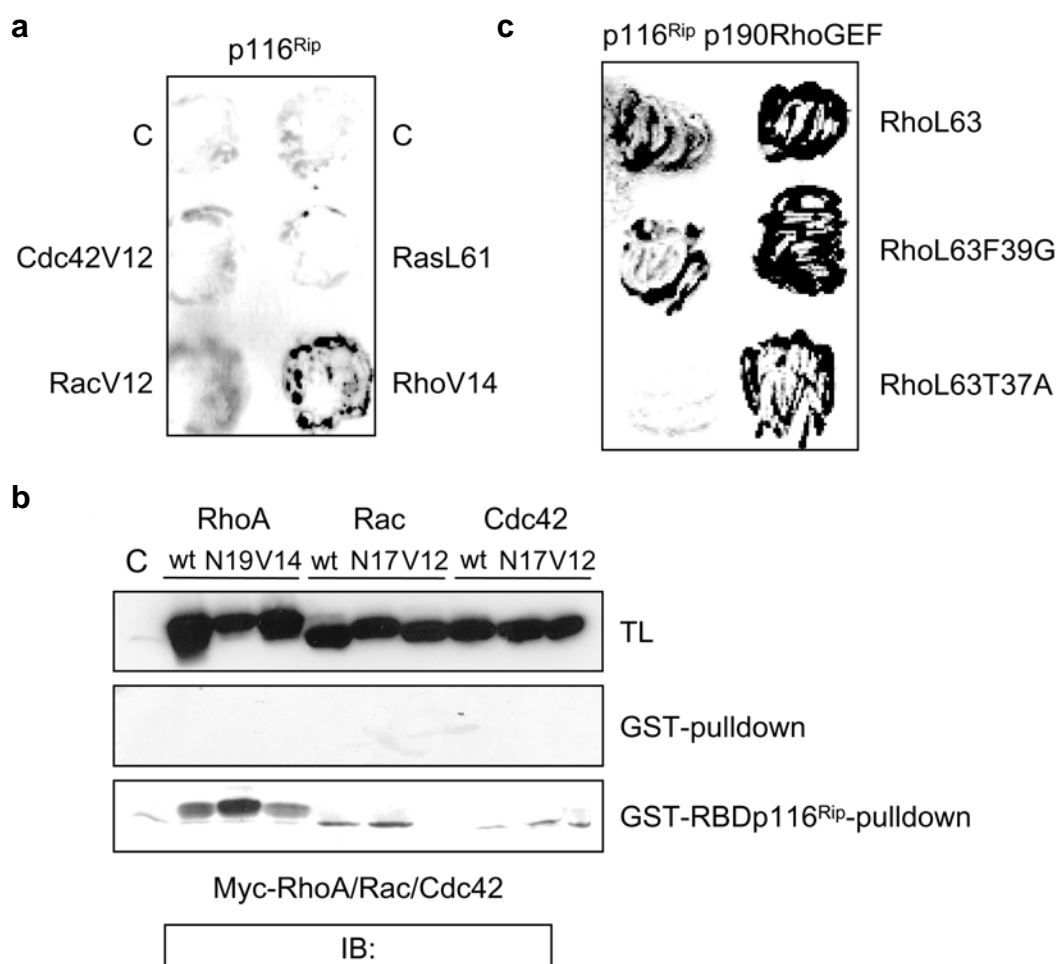 a
p116Rip
C C
Cdc42V12 RasL61
RacV12 RhoV14
c
p116Rip p190RhoGEF
RhoL63
RhoL63F39G
RhoL63T37A
b
RhoA Rac Cdc42
C wt N19V14 wt N17V12 wt N17V12
TL
GST-pulldown
GST-RBDp116Rip-pulldown
Myc-RhoA/Rac/Cdc42
IB: